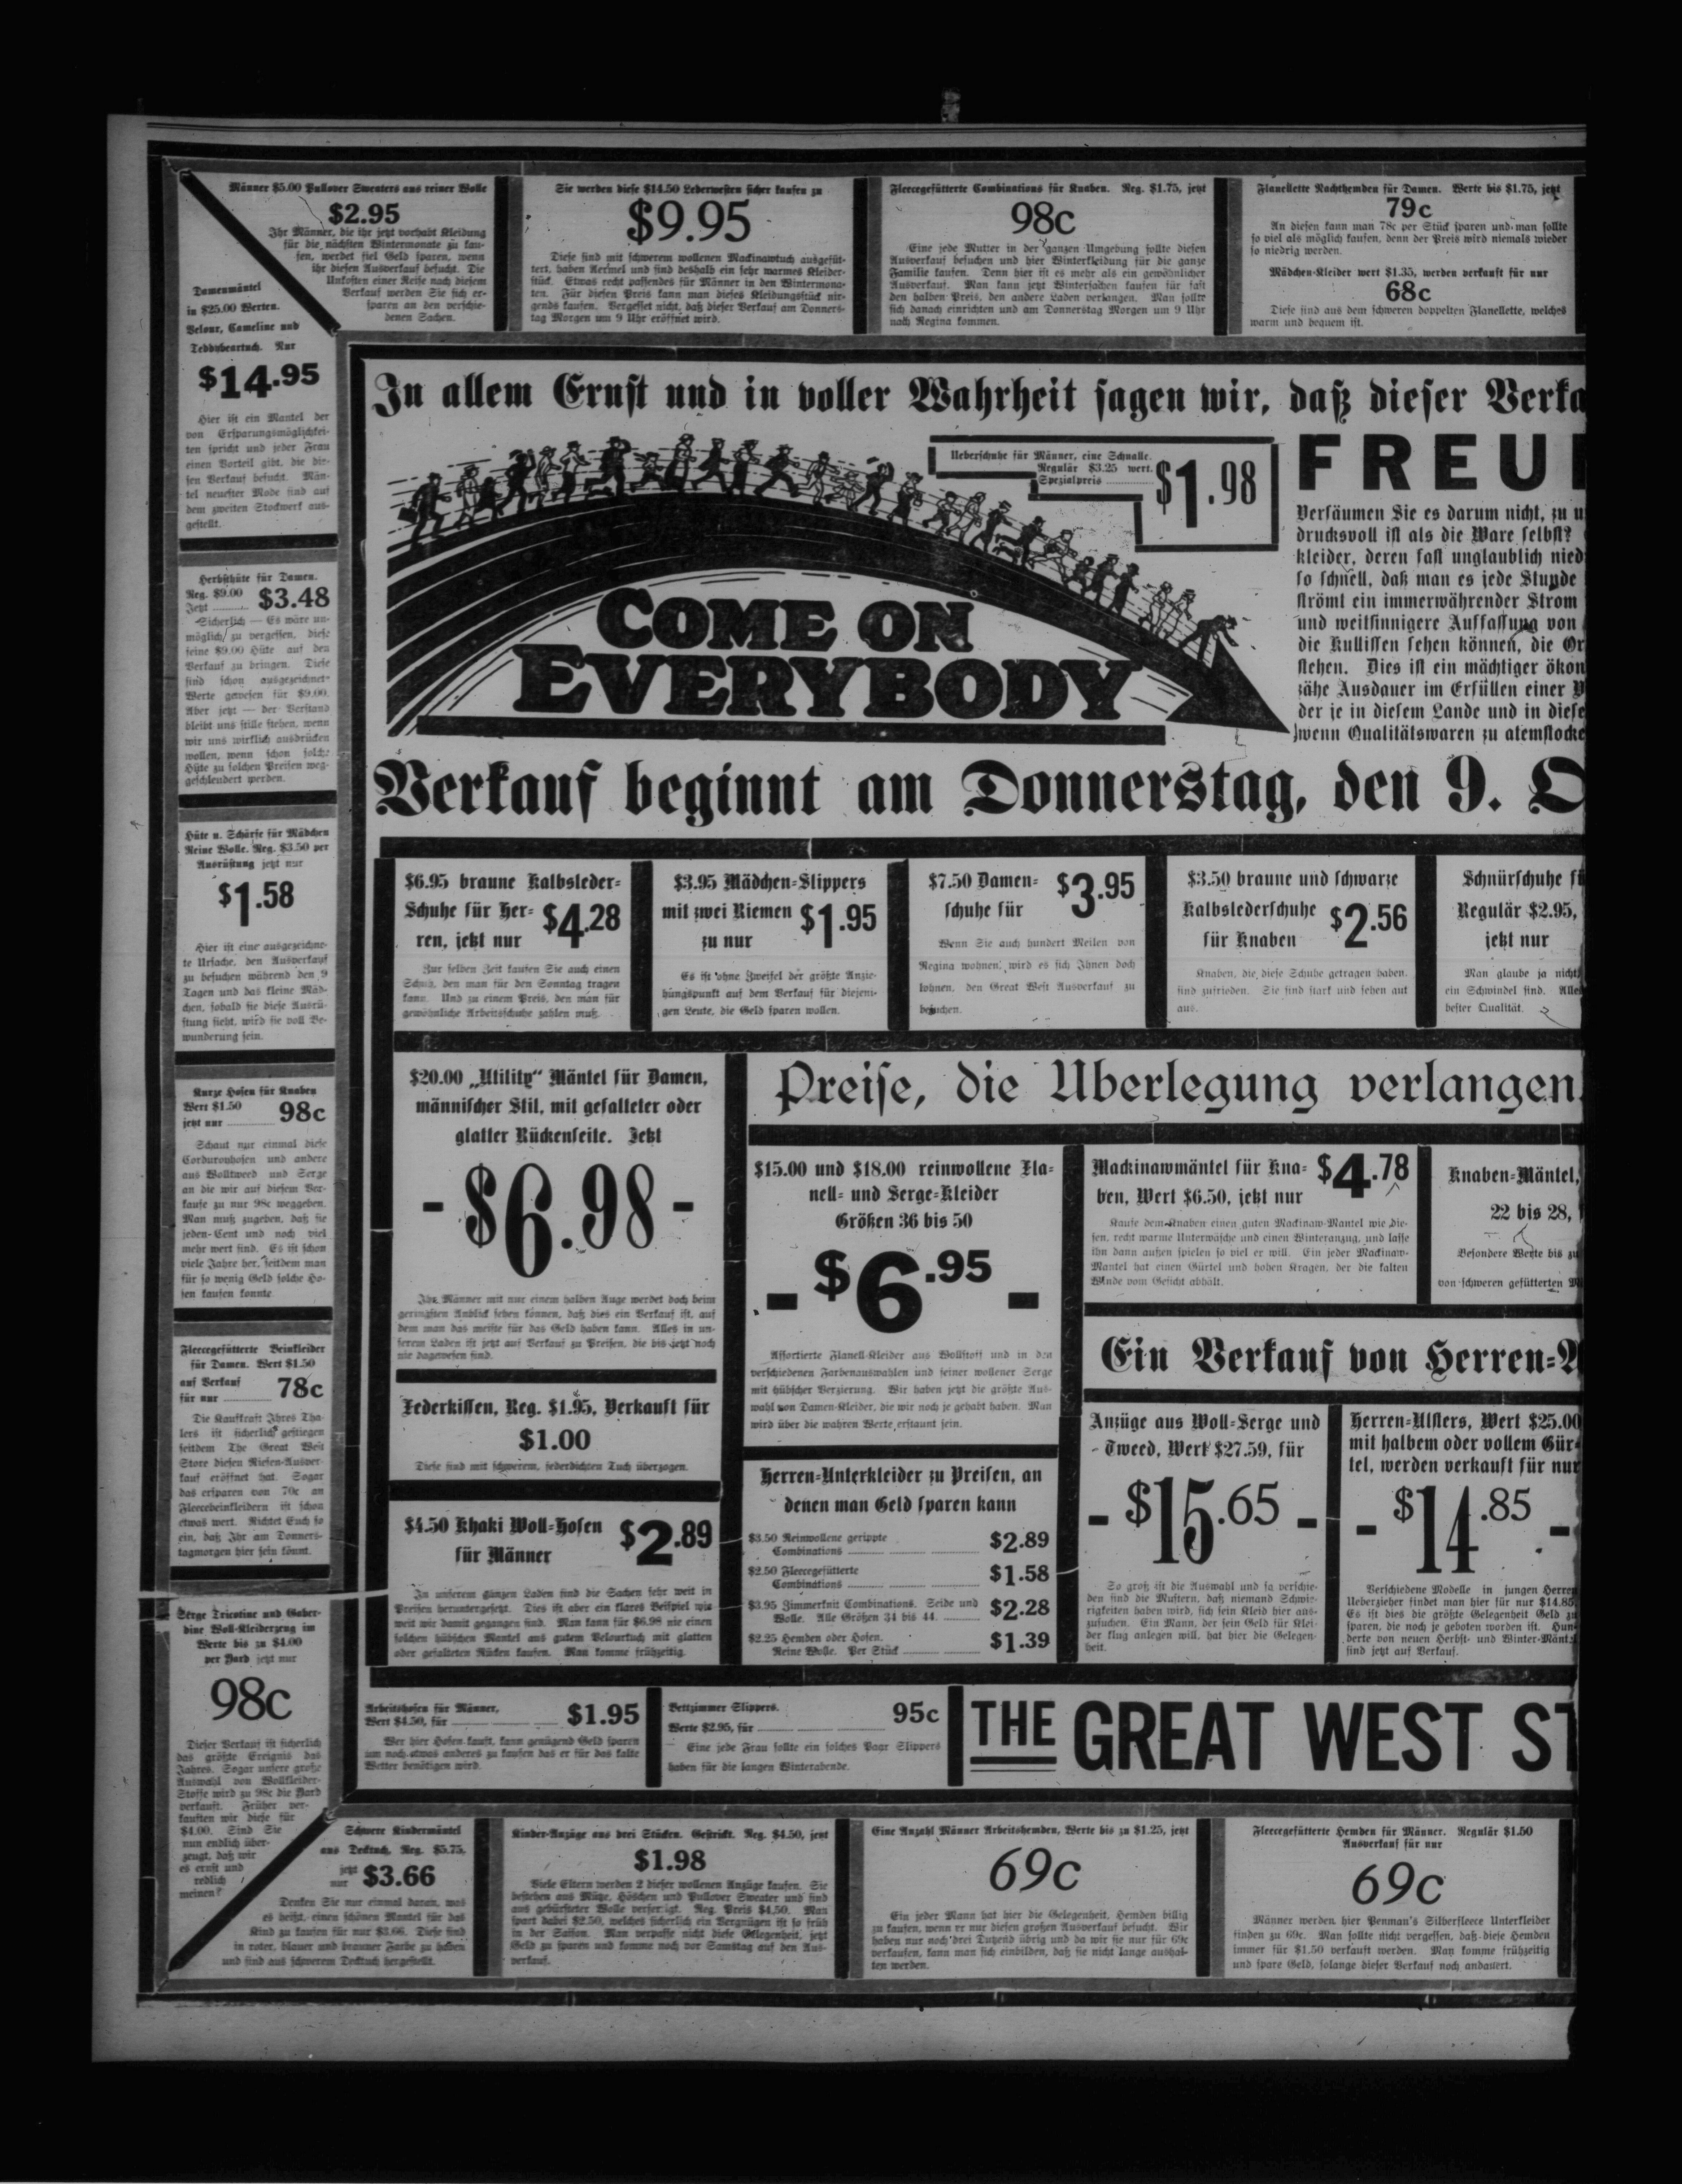 Männer $5.00 Pullover Sweaters aus reiner Wolle
$2.95
Ihr Männer, die ihr jetzt vorhabt Kleidung
für die nächsten Wintermonate zu kau-
fen, werdet fiel Geld sparen, wenn
ihr diesen Ausverkauf besucht. Die
Unkosten einer Reise nach diesem
Verkauf werden Sie sich er-
sparen an den verschie-
denen Sachen.
Sie werden diese $14.50 Lederwesten sicher kaufen zu
$9.95
Diese sind mit schwerem wollenen Mackinawtuch ausgefüt-
tert, haben Aermel und sind deshalb ein sehr warmes Kleider-
stück. Etwas recht passendes für Männer in den Wintermona-
ten. Für diesen Preis kann man dieses Kleidungsstück nir-
gends kaufen. Vergesset nicht, daß dieser Verkauf am Donners-
tag Morgen um 9 Uhr eröffnet wird.
Fleecegefütterte Combinations für Knaben. Reg. $1.75, jetzt
98c
Eine jede Mutter in der ganzen Umgebung sollte diesen
Ausverkauf besuchen und hier Winterkleidung für die ganze
Familie kaufen. Denn hier ist es mehr als ein gewöhnlicher
Ausverkauf. Man kann jetzt Wintersachen kaufen für fast
den halben Preis, den andere Läden verlangen. Man sollte
sich danach einrichten und am Donnerstag Morgen um 9 Uhr
nach Regina kommen.
Flanellette Nachthemden für Damen. Werte bis $1.75, jetzt
79c
An diesen kann man 78c per Stück sparen und man sollte
so viel als möglich kaufen, denn der Preis wird niemals wieder
so niedrig werden.
Mädchen-Kleider wert $1.35, werden verkauft für nur
68c
Diese sind aus dem schweren doppelten Flanellette, welches
warm und bequem ist.
Damenmäntel
in $25.00 Werten.
Velour, Cameline und
Teddybeartuch. Nur
$14.95
Hier ist ein Mantel der
von Ersparungsmöglichkei-
ten spricht und jeder Frau
einen Vorteil gibt, die die-
sen Verkauf besucht. Män-
tel neuester Mode sind auf
dem zweiten Stockwerk aus-
gestellt.
Herbsthüte für Damen.
Reg. $9.00
Jetzt $3.48
Sicherlich — Es wäre un-
möglich zu vergessen, diese
feine $9.00 Hüte auf den
Verkauf zu bringen. Diese
sind schon ausgezeichnet-
Werte gewesen für $9.00.
Aber jetzt — der Verstand
bleibt uns stille stehen, wenn
wir uns wirklich ausdrücken
wollen, wenn schon solche
Hüte zu solchen Preisen weg-
geschleudert werden.
Hüte u. Schärfe für Mädchen
Reine Wolle. Reg. $3.50 per
Ausrüstung jetzt nur
$1.58
Hier ist eine ausgezeichne-
te Ursache, den Ausverkauf
zu besuchen während den 9
Tagen und das kleine Mäd-
chen, sobald sie diese Ausrü-
stung sieht, wird sie voll Be-
wunderung sein.
Kurze Hosen für Knaben
Wert $1.50
jetzt nur 98c
Schaut nur einmal diese
Corduroyhosen und andere
aus Wolltweed und Serge
an die wir auf diesem Ver-
kaufe zu nur 98c weggeben.
Man muß zugeben, daß sie
jeden Cent und noch viel
mehr wert sind. Es ist schon
viele Jahre her, seitdem man
für so wenig Geld solche Ho-
sen kaufen konnte.
Fleecegefütterte Beinkleider
für Damen. Wert $1.50
auf Verkauf
für nur 78c
Die Kaufkraft Ihres Tha-
lers ist sicherlich gestiegen
seitdem The Great West
Store diesen Riesen-Ausver-
kauf eröffnet hat. Sogar
das ersparen von 70c an
Fleecebeinkleidern ist schon
etwas wert. Richtet Euch so
ein, daß Ihr am Donners-
tagmorgen hier sein könnt.
Serge Tricotine und Gaber-
dine Woll-Kleiderzeug im
Werte bis zu $4.00
per Yard jetzt nur
98c
Dieser Verkauf ist sicherlich
das größte Ereignis das
Jahres. Sogar unsere große
Auswahl von Wollkleider-
Stoffe wird zu 98c die Yard
verkauft. Früher ver-
kauften wir diese für
$4.00. Sind Sie
nun endlich über-
zeugt, daß wir
es ernst und
redlich
meinen?
In allem Ernst und in voller Wahrheit sagen wir, daß dieser Verka
Ueberschuhe für Männer, eine Schnalle.
Regulär $3.25 wert.
Spezialpreis $1.98
COME ON
EVERYBODY
FREU
Versäumen Sie es darum nicht, zu u
drucksvoll ist als die Ware selbst?
kleider, deren fast unglaublich nied
so schnell, daß man es jede Stunde
strömt ein immerwährender Strom
und weitsinnigere Auffassung von
die Kullissen sehen können, die Or
stehen. Dies ist ein mächtiger ökon
zähe Ausdauer im Erfüllen einer V
der je in diesem Lande und in diese
wenn Qualitätswaren zu atemstocke
Verkauf beginnt am Donnerstag, den 9. O
$6.95 braune Kalbsleder-
Schuhe für Her-
ren, jetzt nur $4.28
Zur selben Zeit kaufen Sie auch einen
Schuh, den man für den Sonntag tragen
kann. Und zu einem Preis, den man für
gewöhnliche Arbeitsschuhe zahlen muß.
$3.95 Mädchen-Slippers
mit zwei Riemen
zu nur $1.95
Es ist ohne Zweifel der größte Anzie-
hungspunkt auf dem Verkauf für diejeni-
gen Leute, die Geld sparen wollen.
$7.50 Damen-
schuhe für $3.95
Wenn Sie auch hundert Meilen von
Regina wohnen, wird es sich Ihnen doch
lohnen, den Great West Ausverkauf zu
besuchen.
$3.50 braune und schwarze
Kalbslederschuhe
für Knaben $2.56
Knaben, die diese Schuhe getragen haben,
sind zufrieden. Sie sind stark und sehen gut
aus.
Schnürschuhe fü
Regulär $2.95,
jetzt nur
Man glaube ja nicht,
ein Schwindel sind. Alle
bester Qualität.
$20.00 „Utility“ Mäntel für Damen,
männischer Stil, mit gefalteter oder
glatter Rückenseite. Jetzt
- $6.98 -
Ihr Männer mit nur einem halben Auge werdet doch beim
geringsten Anblick sehen können, daß dies ein Verkauf ist, auf
dem man das meiste für das Geld haben kann. Alles in un-
serem Laden ist jetzt auf Verkauf zu Preisen, die bis jetzt noch
nie dagewesen sind.
Federkissen, Reg. $1.95, Verkauft für
$1.00
Diese sind mit schwerem, federdichten Tuch überzogen.
$4.50 Khaki Woll-Hosen
für Männer $2.89
In unserem ganzen Laden sind die Sachen sehr weit in
Preisen heruntergesetzt. Dies ist aber ein klares Beispiel wie
weit wir damit gegangen sind. Man kann für $6.98 nie einen
solchen hübschen Mantel aus gutem Velourtuch mit glatten
oder gefalteten Rücken kaufen. Man komme frühzeitig.
Preise, die Überlegung verlangen.
$15.00 und $18.00 reinwollene Fla-
nell- und Serge-Kleider
Größen 36 bis 50
- $6.95 -
Assortierte Flanell-Kleider aus Wollstoff und in den
verschiedenen Farbenauswahlen und feiner wollener Serge
mit hübscher Verzierung. Wir haben jetzt die größte Aus-
wahl von Damen-Kleider, die wir noch je gehabt haben. Man
wird über die wahren Werte erstaunt sein.
Herren-Unterkleider zu Preisen, an
denen man Geld sparen kann
$3.50 Reinwollene gerippte
Combinations $2.89
$2.50 Fleecegefütterte
Combinations $1.58
$3.95 Zimmerknit Combinations. Seide und
Wolle. Alle Größen 34 bis 44. $2.28
$2.25 Hemden oder Hosen.
Reine Wolle. Per Stück $1.39
Mackinawmäntel für Kna-
ben, Wert $6.50, jetzt nur $4.78
Kaufe dem Knaben einen guten Mackinaw-Mantel wie die-
sen, recht warme Unterwäsche und einen Winteranzug, und lasse
ihn dann außen spielen so viel er will. Ein jeder Mackinaw-
Mantel hat einen Gürtel und hohen Kragen, der die kalten
Winde vom Gesicht abhält.
Knaben-Mäntel,
22 bis 28,
Besondere Werte bis zu
von schweren gefütterten M
Ein Verkauf von Herren-A
Anzüge aus Woll-Serge und
Tweed, Wert $27.59, für
- $15.65 -
So groß ist die Auswahl und so verschie-
den sind die Mustern, daß niemand Schwie-
rigkeiten haben wird, sich sein Kleid hier aus-
zusuchen. Ein Mann, der sein Geld für Klei-
der klug anlegen will, hat hier die Gelegen-
heit.
Herren-Ulsters, Wert $25.00
mit halbem oder vollem Gür-
tel, werden verkauft für nur
- $14.85 -
Verschiedene Modelle in jungen Herren
Ueberzieher findet man hier für nur $14.85.
Es ist dies die größte Gelegenheit Geld zu
sparen, die noch je geboten worden ist. Hun-
derte von neuen Herbst- und Winter-Mänt.
sind jetzt auf Verkauf.
Arbeitshosen für Männer,
Wert $4.50, für $1.95
Wer hier Hosen kauft, kann genügend Geld sparen
um noch etwas anderes zu kaufen das er für das kalte
Wetter benötigen wird.
Bettzimmer Slippers.
Werte $2.95, für 95c
Eine jede Frau sollte ein solches Paar Slippers
haben für die langen Winterabende.
THE GREAT WEST ST
Schwere Kindermäntel
aus Decktuch, Reg. $5.75,
jetzt
nur $3.66
Denken Sie nur einmal daran, was
es heißt, einen schönen Mantel für das
Kind zu kaufen für nur $3.66. Diese sind
in roter, blauer und brauner Farbe zu haben
und sind aus schwerem Decktuch hergestellt.
Kinder-Anzüge aus drei Stücken. Gestrickt. Reg. $4.50, jetzt
$1.98
Viele Eltern werden 2 dieser wollenen Anzüge kaufen. Sie
bestehen aus Mütze, Höschen und Pullover Sweater und sind
aus gebürsteter Wolle verfertigt. Reg. Preis $4.50. Man
spart dabei $2.50, welches sicherlich ein Vergnügen ist so früh
in der Saison. Man verpasse nicht diese Gelegenheit, jetzt
Geld zu sparen und komme noch vor Samstag auf den Aus-
verkauf.
Eine Anzahl Männer Arbeitshemden, Werte bis zu $1.25, jetzt
69c
Ein jeder Mann hat hier die Gelegenheit, Hemden billig
zu kaufen, wenn er nur diesen großen Ausverkauf besucht. Wir
haben nur noch drei Dutzend übrig und da wir sie nur für 69c
verkaufen, kann man sich einbilden, daß sie nicht lange aushal-
ten werden.
Fleecegefütterte Hemden für Männer. Regulär $1.50
Ausverkauf für nur
69c
Männer werden hier Penman's Silberfleece Unterkleider
finden zu 69c. Man sollte nicht vergessen, daß diese Hemden
immer für $1.50 verkauft werden. Man komme frühzeitig
und spare Geld, solange dieser Verkauf noch andauert.